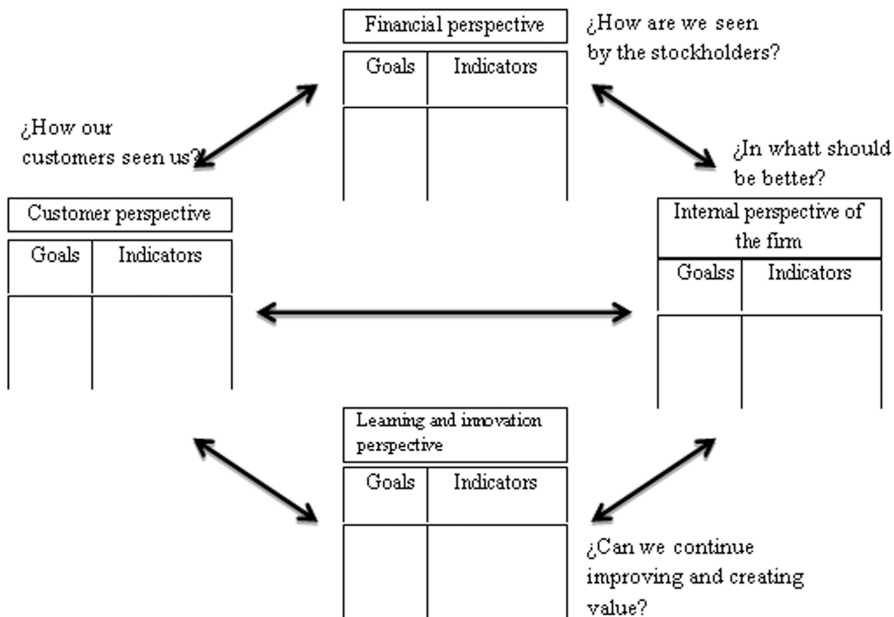 Financial perspective
Goals Indicators
¿How are we seen
by the stockholders?
¿How our
customers seen us?
Customer perspective
Goals Indicators
¿In whatt should
be better?
Internal perspective of
the firm
Goalss Indicators
Learning and innovation
perspective
Goals Indicators
¿Can we continue
improving and creating
value?